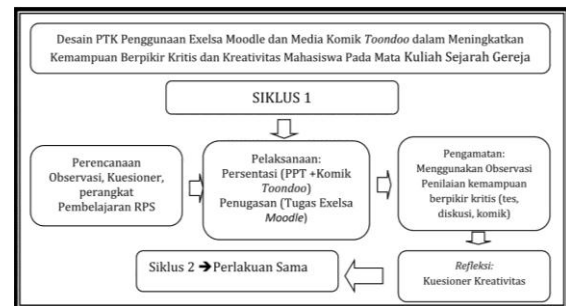 Desain PTK Penggunaan Exelsa Moodle dan Media Komik Toondoo dalam Meningkatkan
Kemampuan Berpikir Kritis dan Kreativitas Mahasiswa Pada Mata Kuliah Sejarah Gereja
SIKLUS 1
Perencanaan
Observasi, Kuesioner,
perangkat
Pembelajaran RPS
Pelaksanaan:
Persentasi (PPT +Komik
Toondoo)
Penugasan (Tugas Exelsa
Moodle)
Pengamatan:
Menggunakan Observasi
Penilaian kemampuan
berpikir kritis (tes,
diskusi, komik)
Refleksi:
Kuesioner Kreativitas
Siklus 2 ➔Perlakuan Sama